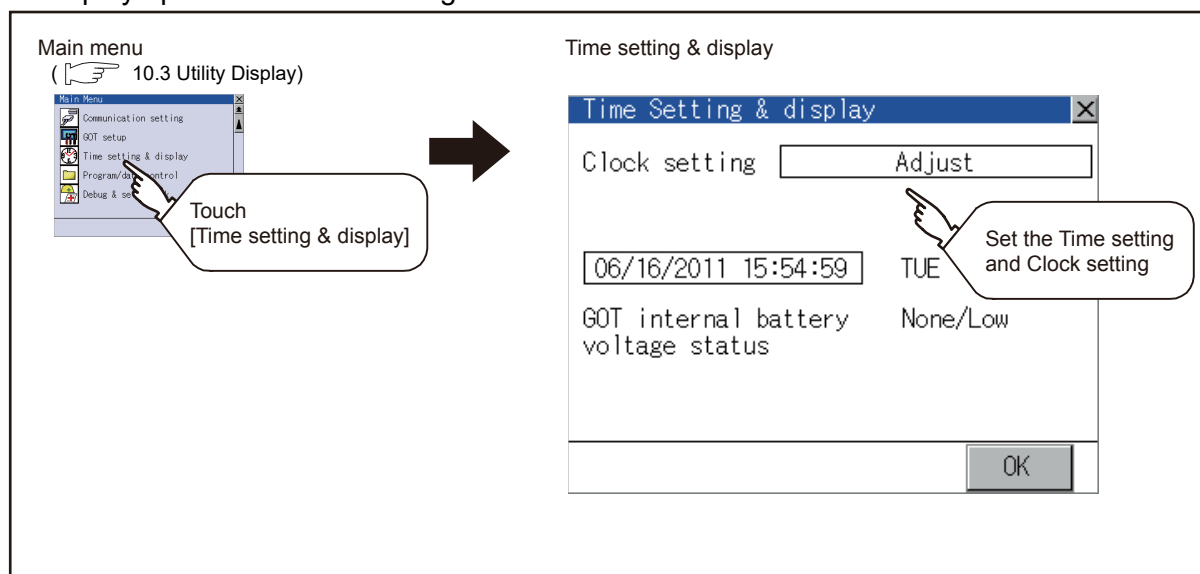 Main menu
( 10.3 Utility Display)
Main Menu
Communication setting
GOT setup
Time setting & display
Program/data control
Debug & se
Touch
[Time setting & display]
Time setting & display
Time Setting & display
Clock setting Adjust
Set the Time setting
and Clock setting
06/16/2011 15:54:59 TUE
GOT internal battery None/Low
voltage status
OK